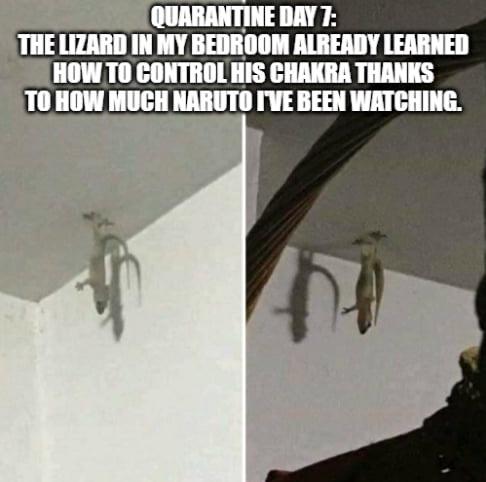 QUARANTINE DAY 7:
THE LIZARD IN MY BEDROOM ALREADY LEARNED
HOW TO CONTROL HIS CHAKRA THANKS
TO HOW MUCH NARUTO I'VE BEEN WATCHING.